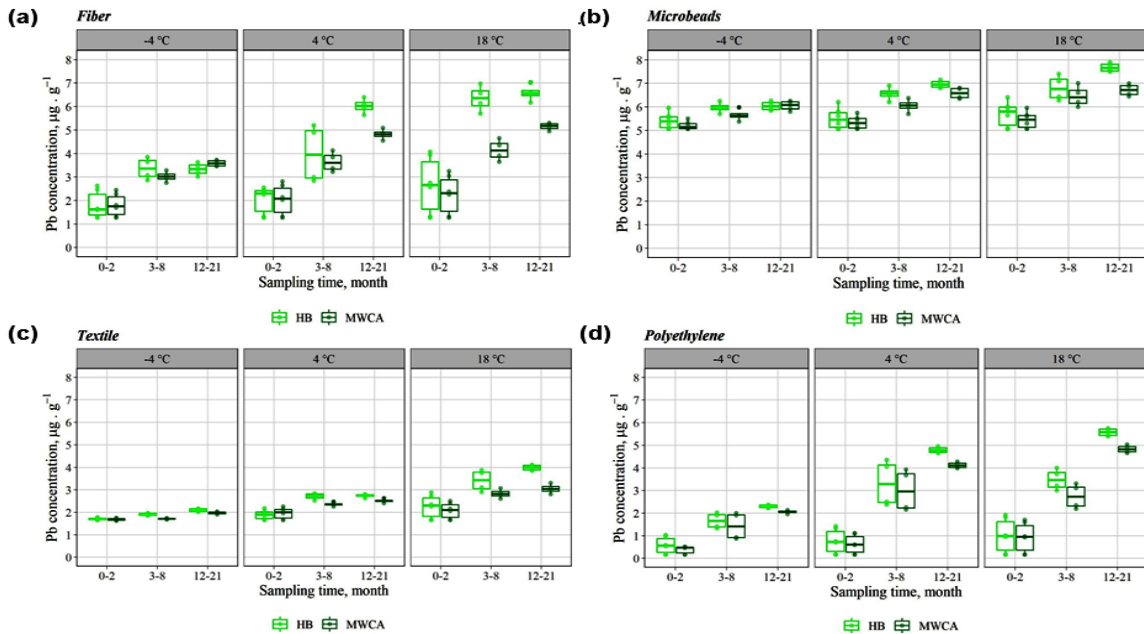 (a) Fiber
-4 °C 4 °C 18 °C
Pb concentration, µg · g⁻¹
8
7
6
5
4
3
2
1
0
0-2 3-8 12-21 0-2 3-8 12-21 0-2 3-8 12-21
Sampling time, month
HB MWCA
(b) Microbeads
-4 °C 4 °C 18 °C
Pb concentration, µg · g⁻¹
8
7
6
5
4
3
2
1
0
0-2 3-8 12-21 0-2 3-8 12-21 0-2 3-8 12-21
Sampling time, month
HB MWCA
(c) Textile
-4 °C 4 °C 18 °C
Pb concentration, µg · g⁻¹
8
7
6
5
4
3
2
1
0
0-2 3-8 12-21 0-2 3-8 12-21 0-2 3-8 12-21
Sampling time, month
HB MWCA
(d) Polyethylene
-4 °C 4 °C 18 °C
Pb concentration, µg · g⁻¹
8
7
6
5
4
3
2
1
0
0-2 3-8 12-21 0-2 3-8 12-21 0-2 3-8 12-21
Sampling time, month
HB MWCA